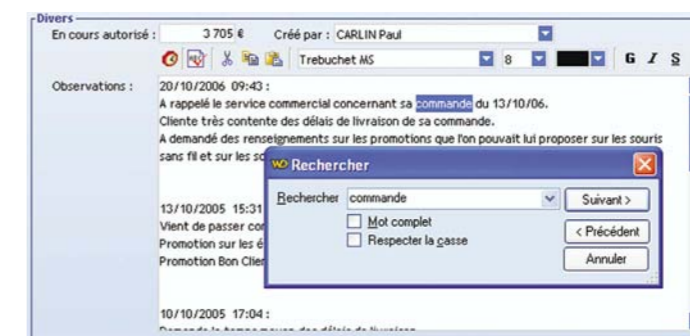 Divers
En cours autorisé : 3 705 € Créé par : CARLIN Paul
Trebuchet MS 8 G I S
Observations : 20/10/2006 09:43 :
A rappelé le service commercial concernant sa commande du 13/10/06.
Cliente très contente des délais de livraison de sa commande.
A demandé des renseignements sur les promotions que l'on pouvait lui proposer sur les souris
sans fil et sur les
Rechercher
Rechercher commande Suivant >
Mot complet
< Précédent
Respecter la casse
Annuler
13/10/2005 15:31
Vient de passer
Promotion sur les
Promotion Bon
10/10/2005 17:04 :